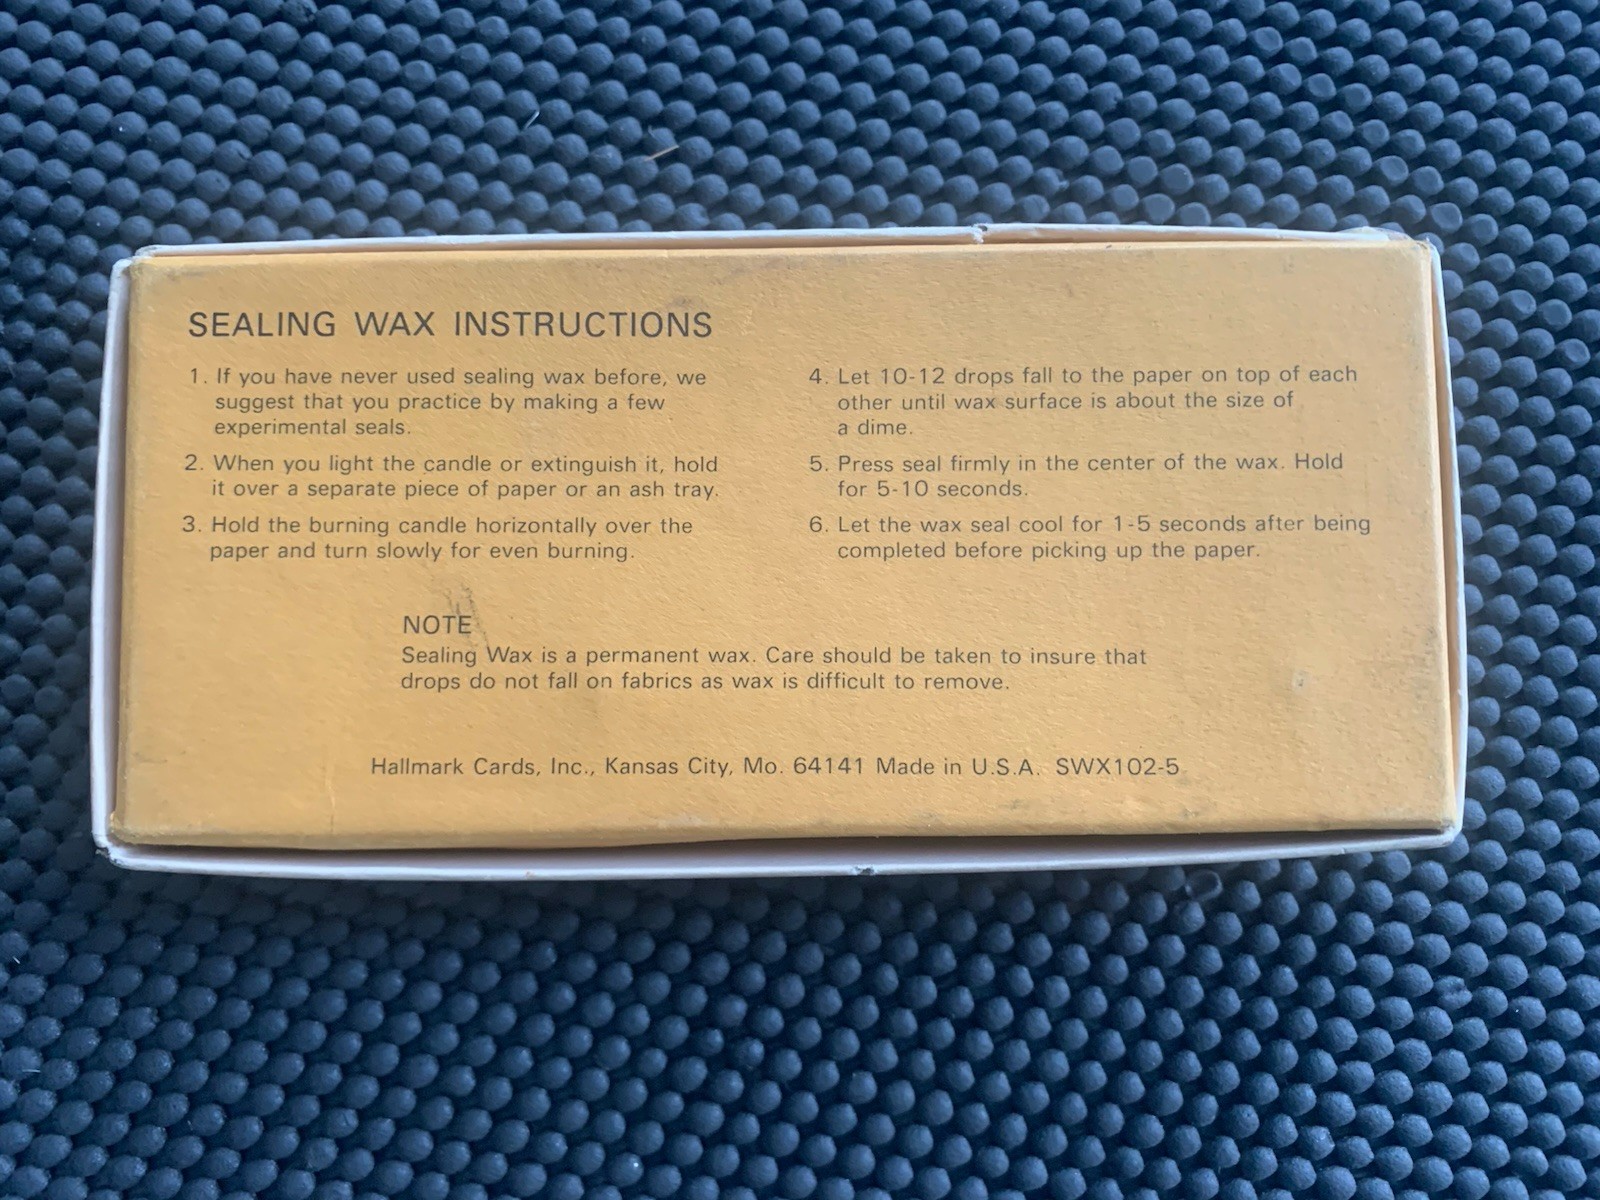 SEALING WAX INSTRUCTIONS
1. If you have never used sealing wax before, we
suggest that you practice by making a few
experimental seals.
2. When you light the candle or extinguish it, hold
it over a separate piece of paper or an ash tray.
3. Hold the burning candle horizontally over the
paper and turn slowly for even burning.
4. Let 10-12 drops fall to the paper on top of each
other until wax surface is about the size of
a dime.
5. Press seal firmly in the center of the wax. Hold
for 5-10 seconds.
6. Let the wax seal cool for 1-5 seconds after being
completed before picking up the paper.
NOTE
Sealing Wax is a permanent wax. Care should be taken to insure that
drops do not fall on fabrics as wax is difficult to remove.
Hallmark Cards, Inc., Kansas City, Mo. 64141 Made in U.S.A. SWX102-5